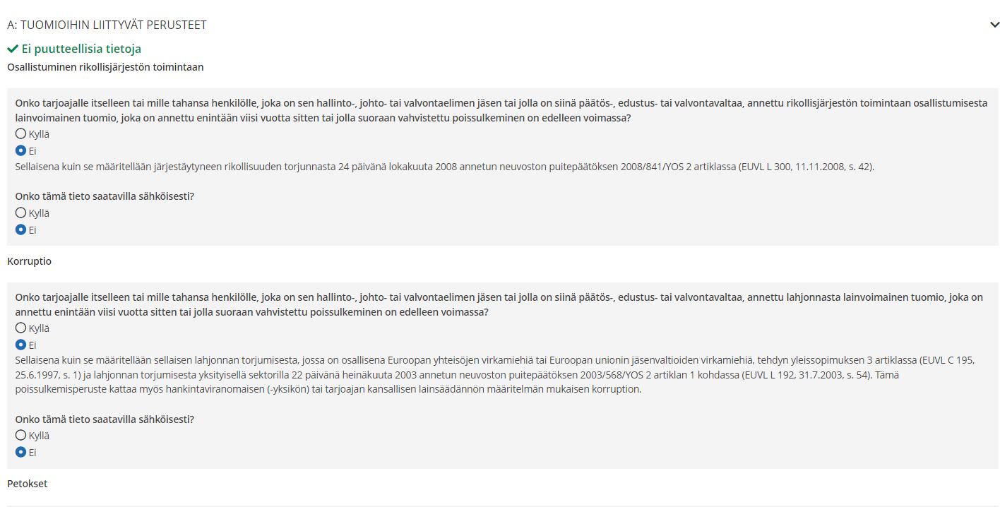 A: TUOMIOIHIN LIITTYVÄT PERUSTEET
Ei puutteellisia tietoja
Osallistuminen rikollisjärjestön toimintaan
Onko tarjoajalle itselleen tai mille tahansa henkilölle, joka on sen hallinto-, johto- tai valvontaelimen jäsen tai jolla on siinä päätös-, edustus- tai valvontavaltaa, annettu rikollisjärjestön toimintaan osallistumisesta
lainvoimainen tuomio, joka on annettu enintään viisi vuotta sitten tai jolla suoraan vahvistettu poissulkeminen on edelleen voimassa?
Kyllä
Ei
Sellaisena kuin se määritellään järjestäytyneen rikollisuuden torjunnasta 24 päivänä lokakuuta 2008 annetun neuvoston puitepäätöksen 2008/841/YOS 2 artiklassa (EUVL L 300, 11.11.2008, s. 42).
Onko tämä tieto saatavilla sähköisesti?
Kyllä
Ei
Korruptio
Onko tarjoajalle itselleen tai mille tahansa henkilölle, joka on sen hallinto-, johto- tai valvontaelimen jäsen tai jolla on siinä päätös-, edustus- tai valvontavaltaa, annettu lahjonnasta lainvoimainen tuomio, joka on
annettu enintään viisi vuotta sitten tai jolla suoraan vahvistettu poissulkeminen on edelleen voimassa?
Kyllä
Ei
Sellaisena kuin se määritellään sellaisen lahjonnan torjumisesta, jossa on osallisena Euroopan yhteisöjen virkamiehiä tai Euroopan unionin jäsenvaltioiden virkamiehiä, tehdyn yleissopimuksen 3 artiklassa (EUVL C 195,
25.6.1997, s. 1) ja lahjonnan torjumisesta yksityisellä sektorilla 22 päivänä heinäkuuta 2003 annetun neuvoston puitepäätöksen 2003/568/YOS 2 artiklan 1 kohdassa (EUVL L 192, 31.7.2003, s. 54). Tämä
poissulkemisperuste kattaa myös hankintaviranomaisen (-yksikön) tai tarjoajan kansallisen lainsäädännön määritelmän mukaisen korruption.
Onko tämä tieto saatavilla sähköisesti?
Kyllä
Ei
Petokset